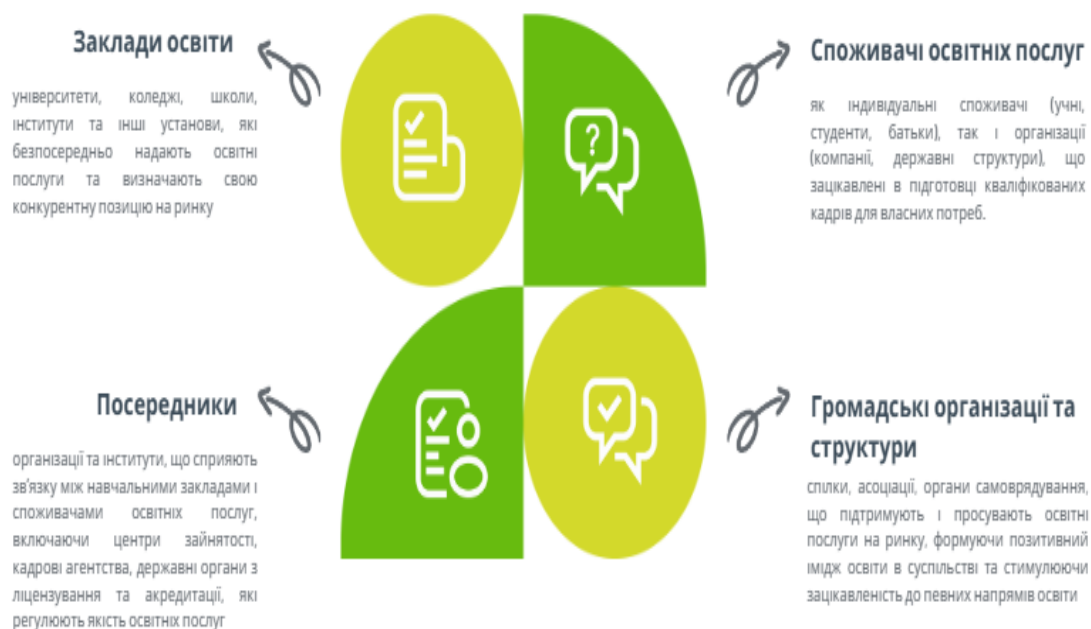 Заклади освіти
університети, коледжі, школи,
інститути та інші установи, які
безпосередньо надають освітні
послуги та визначають свою
конкурентну позицію на ринку
Споживачі освітніх послуг
як індивідуальні споживачі (учні,
студенти, батьки), так і організації
(компанії, державні структури), що
зацікавлені в підготовці кваліфікованих
кадрів для власних потреб.
?
Посередники
організації та інститути, що сприяють
зв'язку між навчальними закладами і
споживачами освітніх послуг,
включаючи центри зайнятості,
кадрові агентства, державні органи з
ліцензування та акредитації, які
регулюють якість освітніх послуг
Громадські організації та
структури
спілки, асоціації, органи самоврядування,
що підтримують і просувають освітні
послуги на ринку, формуючи позитивний
імідж освіти в суспільстві та стимулюючи
зацікавленість до певних напрямів освіти